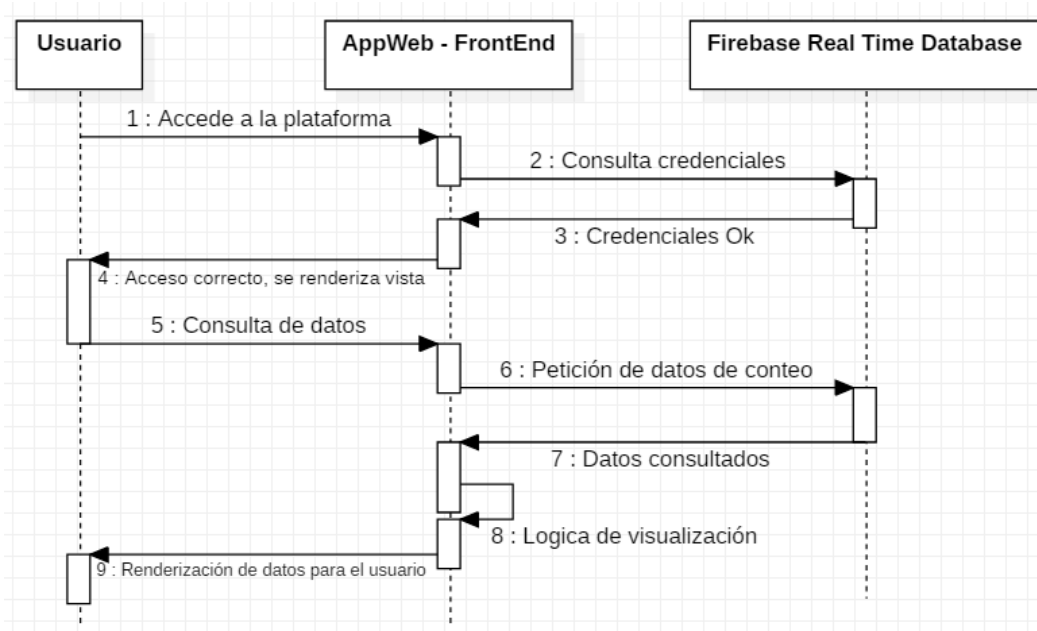 Usuario
AppWeb - FrontEnd
Firebase Real Time Database
1 : Accede a la plataforma
2 : Consulta credenciales
3 : Credenciales Ok
4 : Acceso correcto, se renderiza vista
5 : Consulta de datos
6 : Petición de datos de conteo
7 : Datos consultados
8 : Logica de visualización
9 : Renderización de datos para el usuario